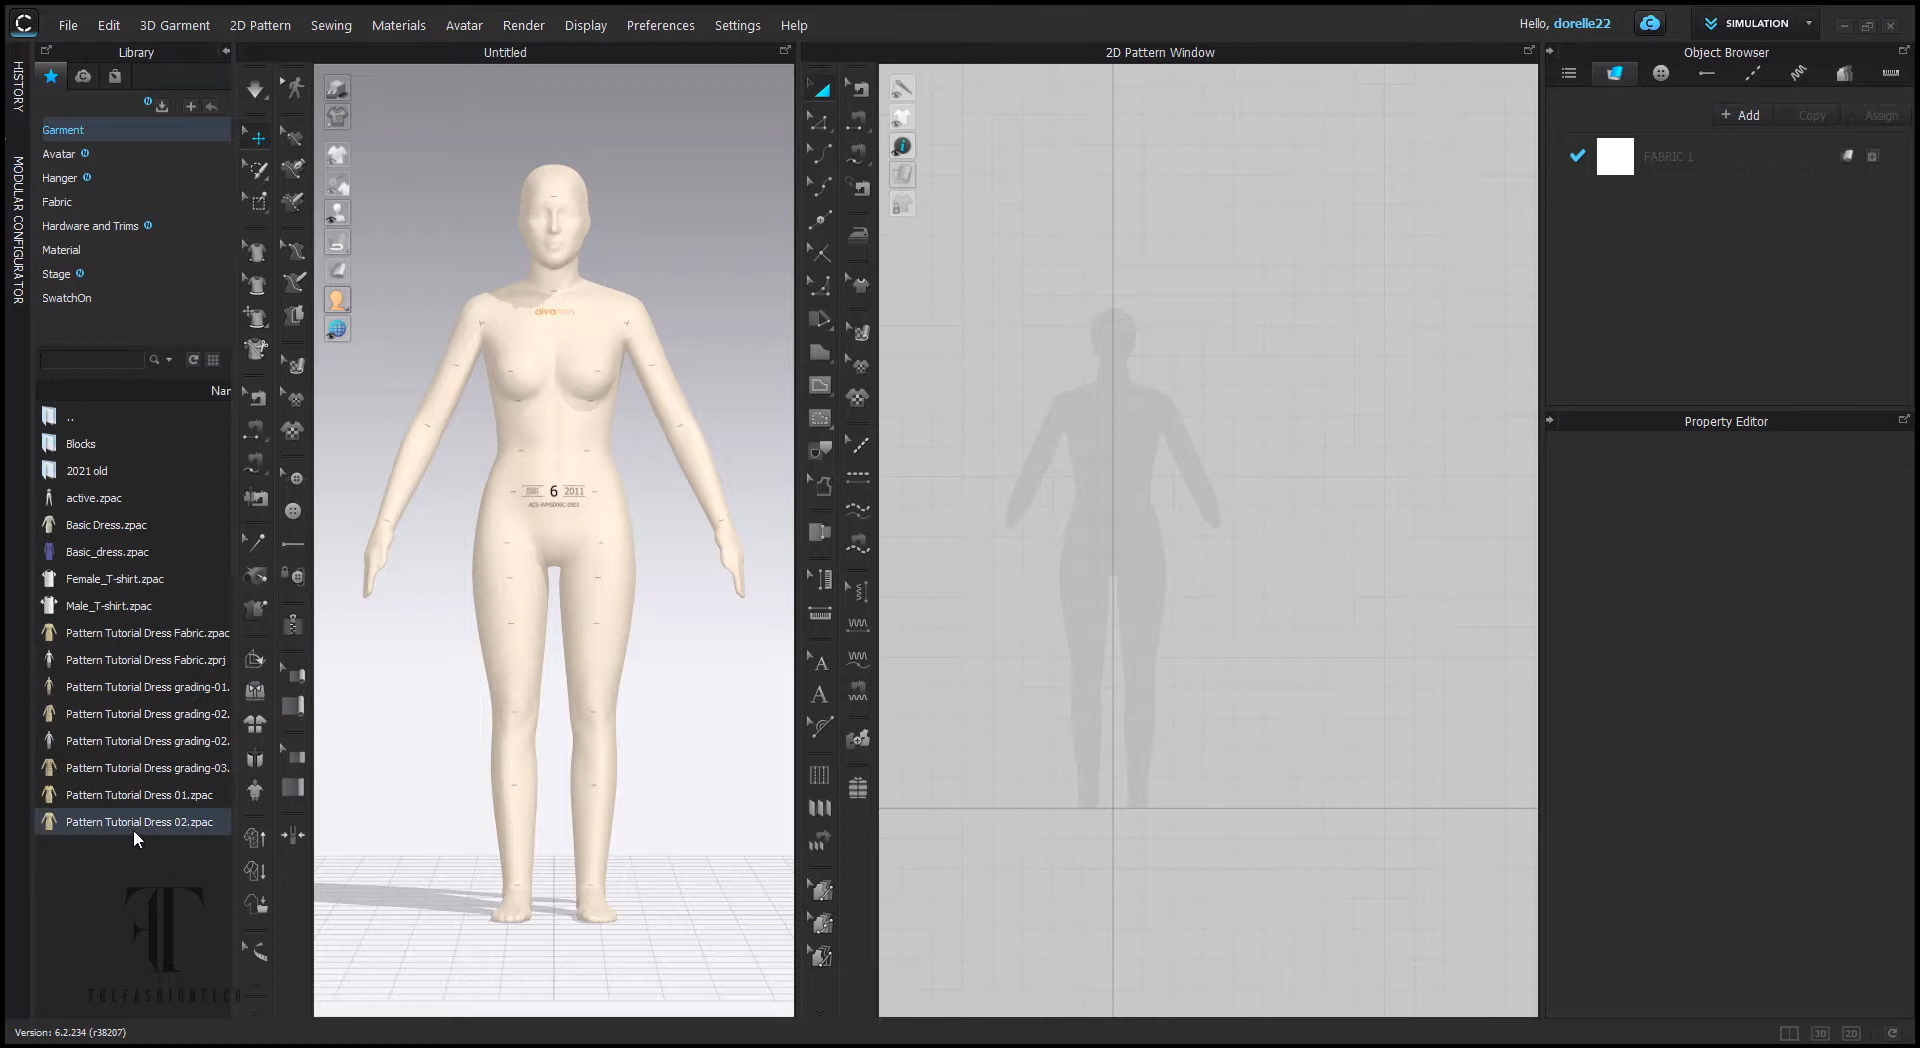 File Edit 3D Garment 2D Pattern Sewing Materials Avatar Render Display Preferences Settings Help
Hello, dorelle22
SIMULATION
Library
Untitled
2D Pattern Window
Object Browser
HISTORY
MODULAR CONFIGURATOR
+ Add Copy Assign
Garment
Avatar
Hanger
Fabric
Hardware and Trims
Material
Stage
SwatchOn
FABRIC 1
Nar
..
Blocks
2021 old
active.zpac
Basic Dress.zpac
Basic_dress.zpac
Female_T-shirt.zpac
Male_T-shirt.zpac
Pattern Tutorial Dress Fabric.zpac
Pattern Tutorial Dress Fabric.zprj
Pattern Tutorial Dress grading-01.
Pattern Tutorial Dress grading-02.
Pattern Tutorial Dress grading-02.
Pattern Tutorial Dress grading-03.
Pattern Tutorial Dress 01.zpac
Pattern Tutorial Dress 02.zpac
alvanon
6 2011
Property Editor
THEFASHIONTECH
Version: 6.2.234 (r38207)
3D 2D